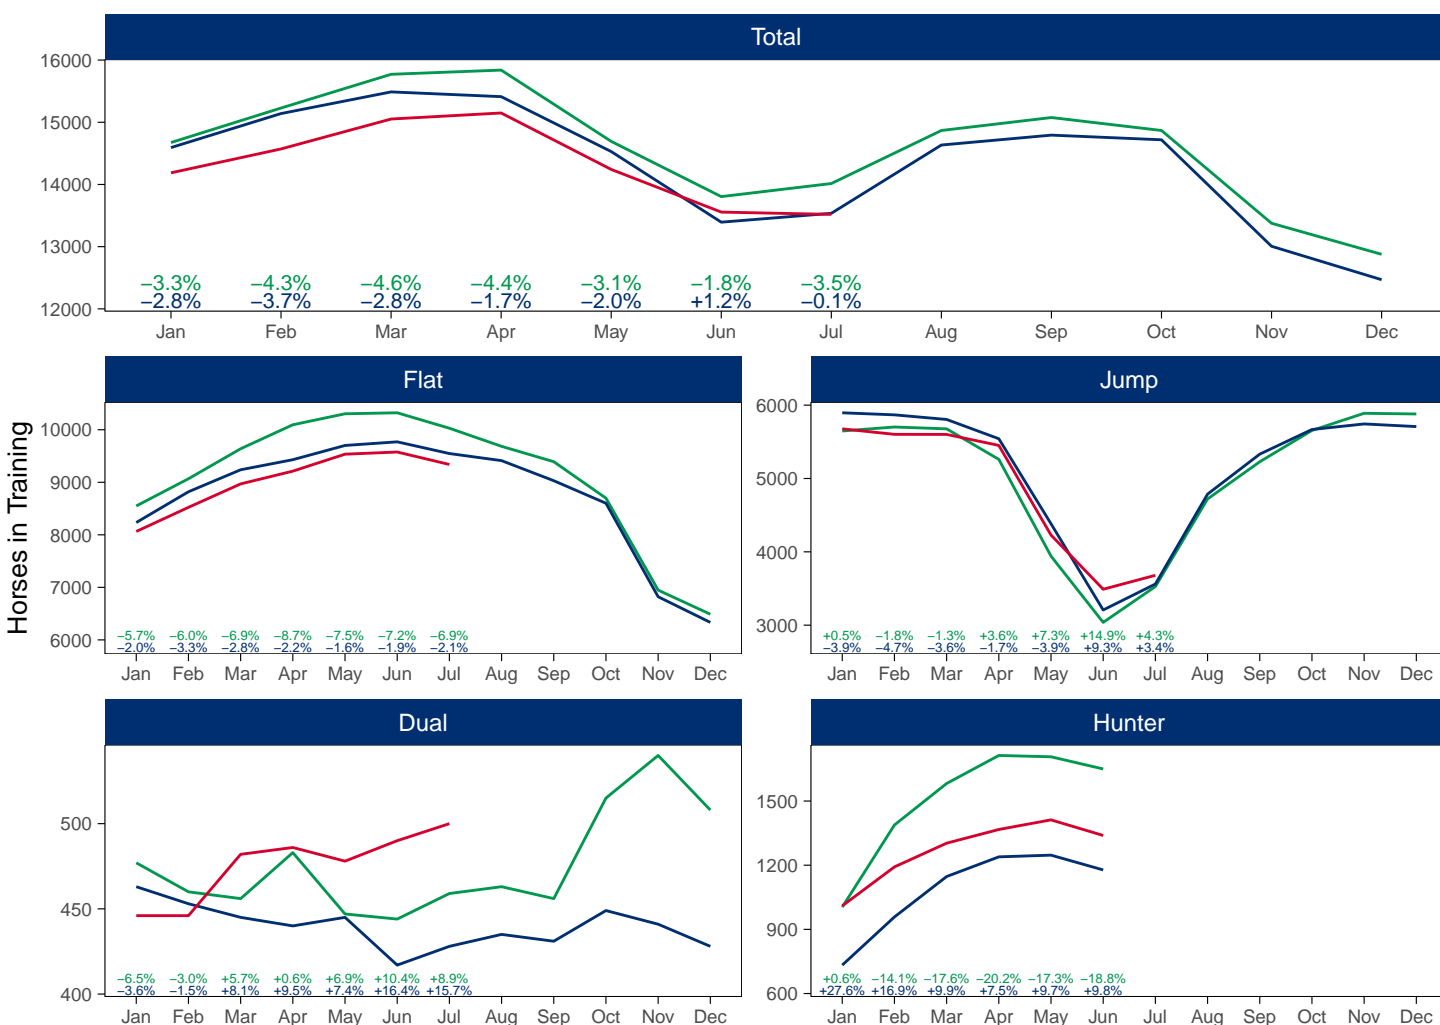 Total
16000
15000
14000
13000
12000
−3.3% −4.3% −4.6% −4.4% −3.1% −1.8% −3.5%
−2.8% −3.7% −2.8% −1.7% −2.0% +1.2% −0.1%
Jan Feb Mar Apr May Jun Jul Aug Sep Oct Nov Dec
Horses in Training
Flat
10000
9000
8000
7000
6000
−5.7% −6.0% −6.9% −8.7% −7.5% −7.2% −6.9%
−2.0% −3.3% −2.8% −2.2% −1.6% −1.9% −2.1%
Jan Feb Mar Apr May Jun Jul Aug Sep Oct Nov Dec
Jump
6000
5000
4000
3000
+0.5% −1.8% −1.3% +3.6% +7.3% +14.9% +4.3%
−3.9% −4.7% −3.6% −1.7% −3.9% +9.3% +3.4%
Jan Feb Mar Apr May Jun Jul Aug Sep Oct Nov Dec
Dual
500
450
400
−6.5% −3.0% +5.7% +0.6% +6.9% +10.4% +8.9%
−3.6% −1.5% +8.1% +9.5% +7.4% +16.4% +15.7%
Jan Feb Mar Apr May Jun Jul Aug Sep Oct Nov Dec
Hunter
1500
1200
900
600
+0.6% −14.1% −17.6% −20.2% −17.3% −18.8%
+27.6% +16.9% +9.9% +7.5% +9.7% +9.8%
Jan Feb Mar Apr May Jun Jul Aug Sep Oct Nov Dec